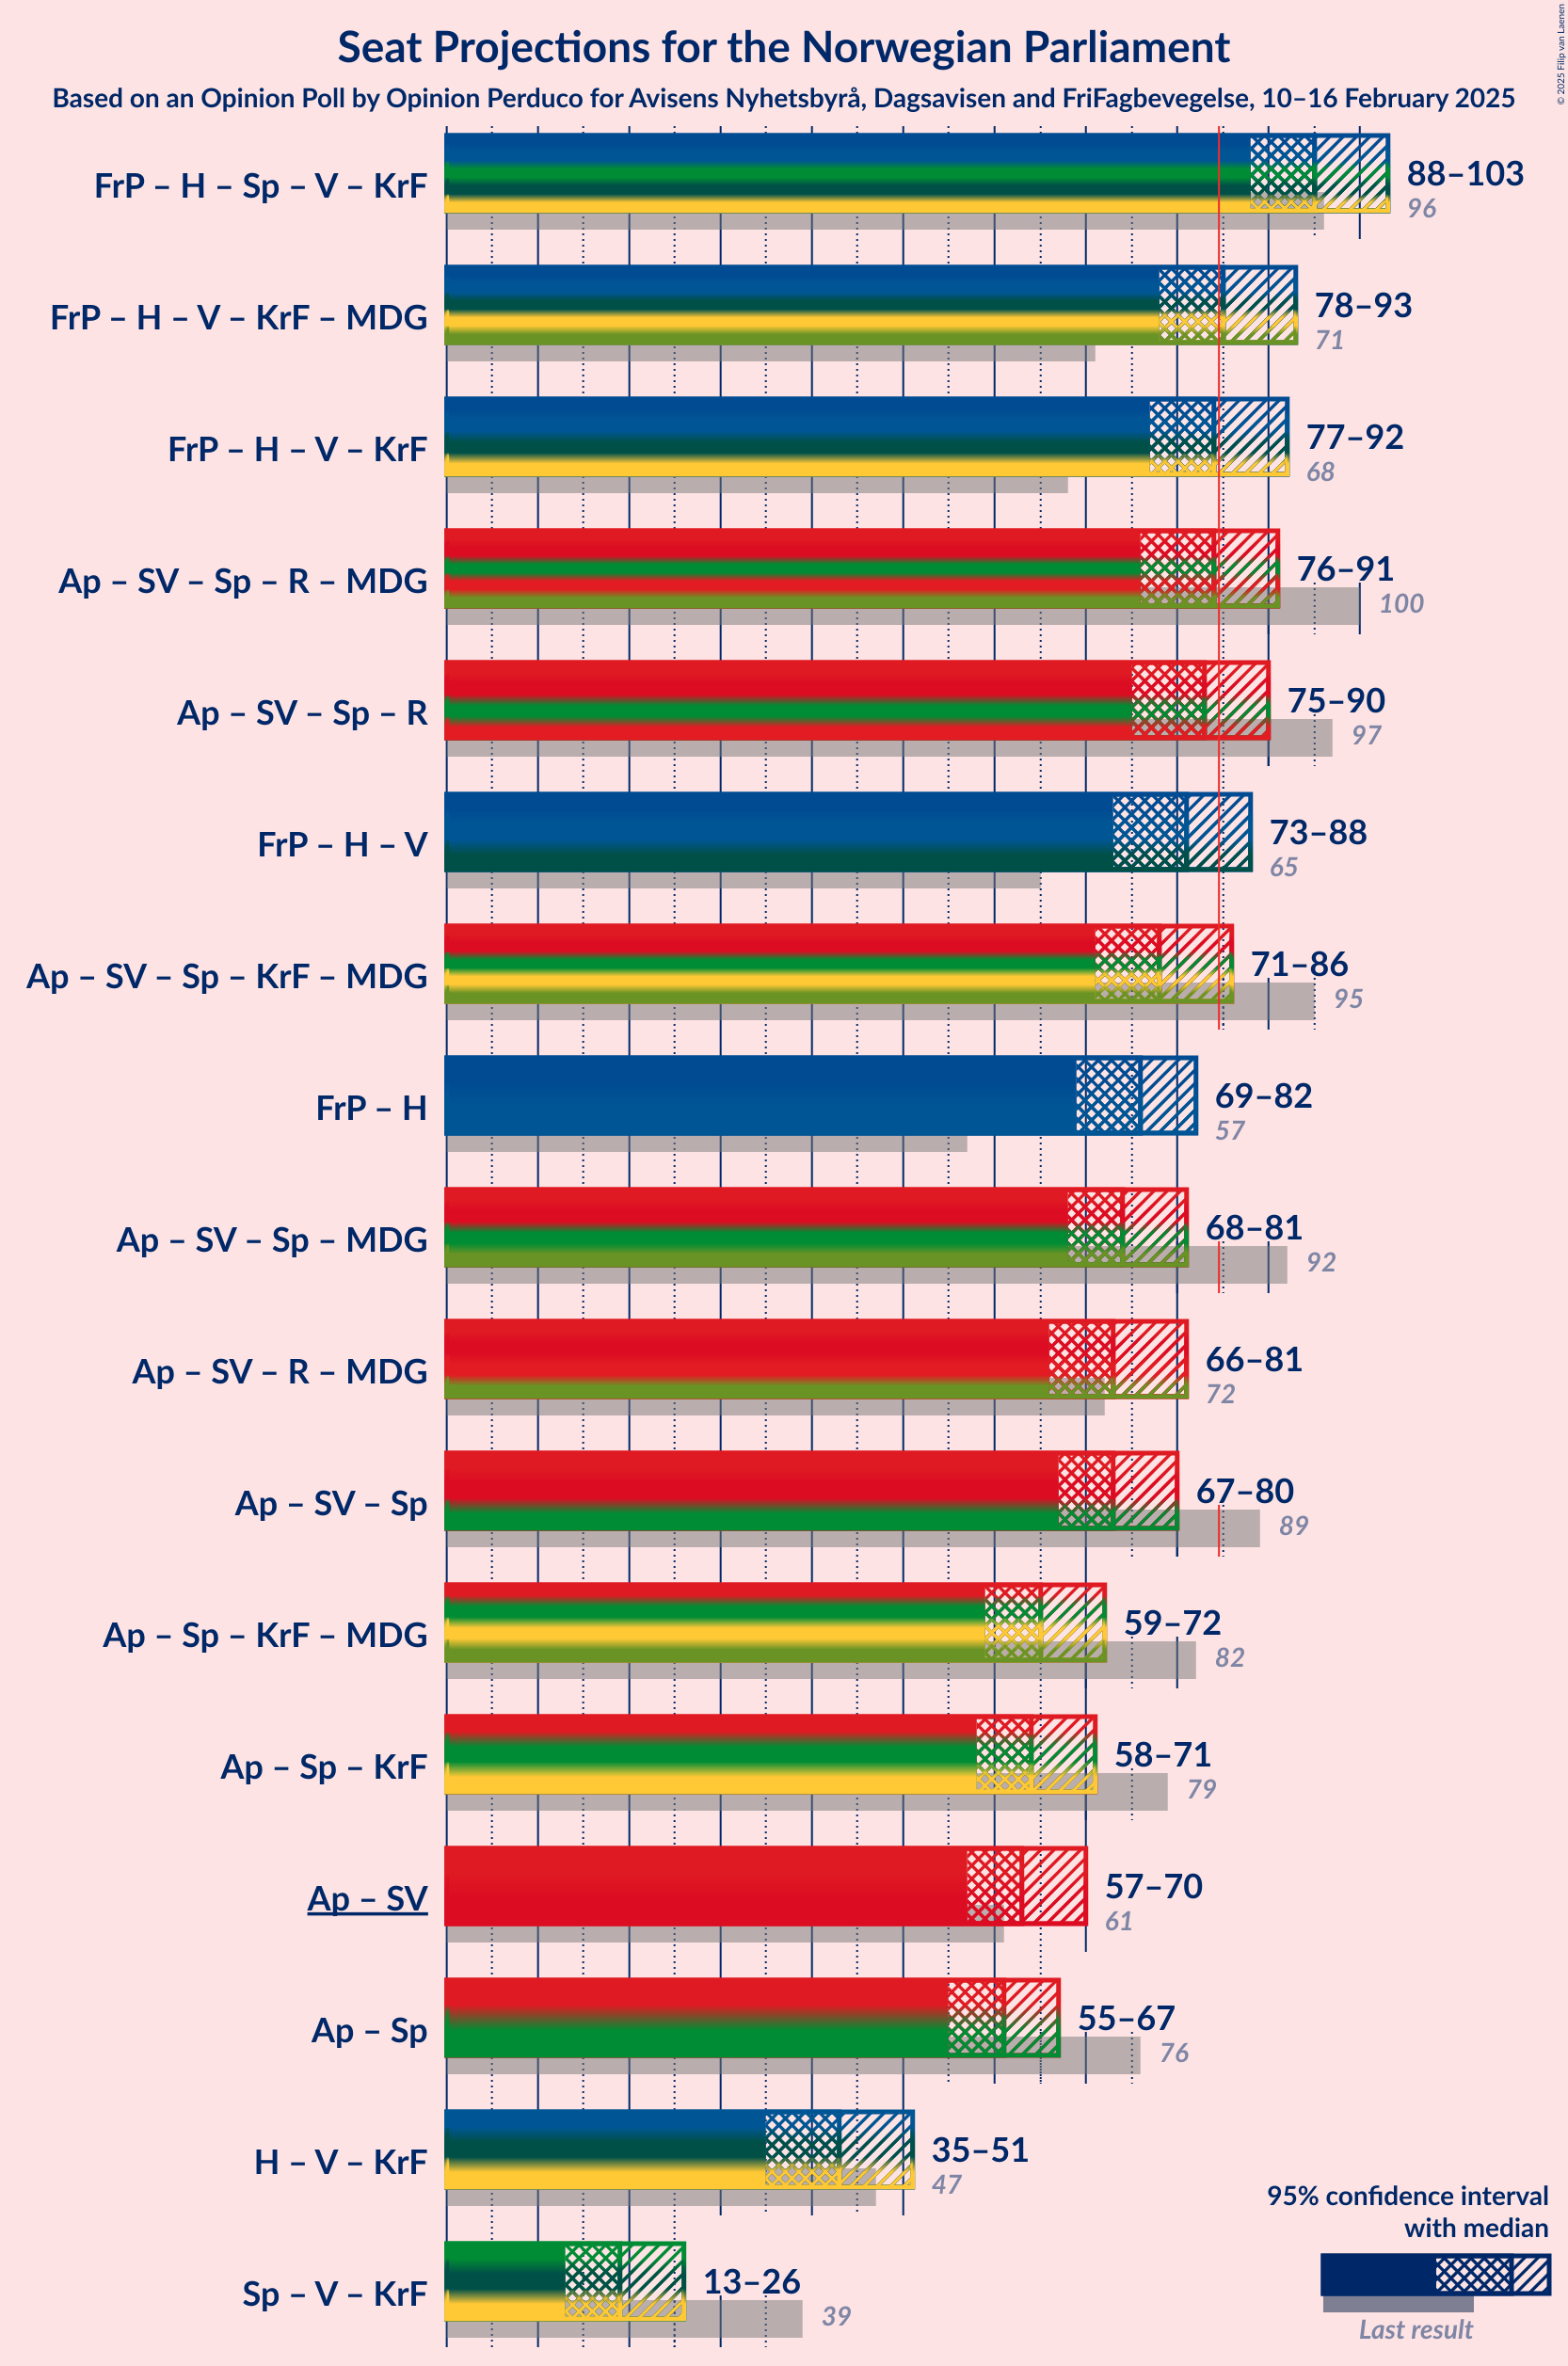 © 2025 Filip van Laenen
Seat Projections for the Norwegian Parliament
Based on an Opinion Poll by Opinion Perduco for Avisens Nyhetsbyrå, Dagsavisen and FriFagbevegelse, 10–16 February 2025
FrP – H – Sp – V – KrF
88–103
96
FrP – H – V – KrF – MDG
78–93
71
FrP – H – V – KrF
77–92
68
Ap – SV – Sp – R – MDG
76–91
100
Ap – SV – Sp – R
75–90
97
FrP – H – V
73–88
65
Ap – SV – Sp – KrF – MDG
71–86
95
FrP – H
69–82
57
Ap – SV – Sp – MDG
68–81
92
Ap – SV – R – MDG
66–81
72
Ap – SV – Sp
67–80
89
Ap – Sp – KrF – MDG
59–72
82
Ap – Sp – KrF
58–71
79
Ap – SV
57–70
61
Ap – Sp
55–67
76
H – V – KrF
35–51
47
Sp – V – KrF
13–26
39
95% confidence interval
with median
Last result